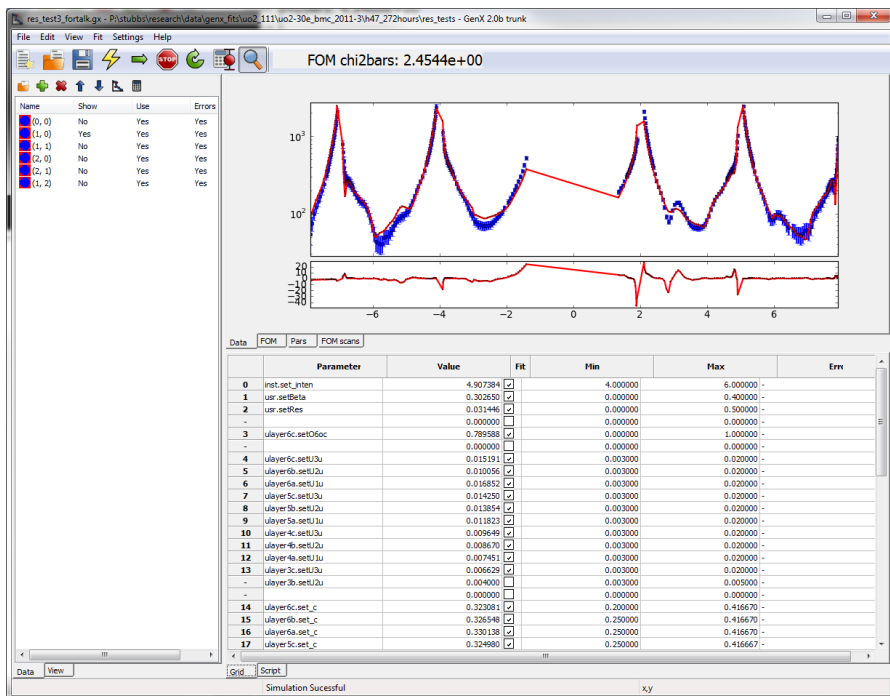 res_test3_fortalk.gx - P:\stubbs\research\data\genx_fits\uo2_111\uo2-30e_bmc_2011-3\h47_272hours\res_tests - GenX 2.0b trunk
File Edit View Fit Settings Help
STOP
FOM chi2bars: 2.4544e+00
Name Show Use Errors
(0, 0) No Yes Yes
(1, 0) Yes Yes Yes
(1, 1) No Yes Yes
(2, 0) No Yes Yes
(2, 1) No Yes Yes
(1, 2) No Yes Yes
10^3
10^2
20
10
0
−10
−20
−30
−40
−6 −4 −2 0 2 4 6
Data FOM Pars FOM scans
Parameter Value Fit Min Max Erro
0 inst.set_inten 4.907384 4.000000 6.000000 -
1 usr.setBeta 0.302650 0.000000 0.400000 -
2 usr.setRes 0.031446 0.000000 0.500000 -
- 0.000000 0.000000 0.000000 -
3 ulayer6c.setO6oc 0.789588 0.000000 1.000000 -
- 0.000000 0.000000 0.000000 -
4 ulayer6c.setU3u 0.015191 0.003000 0.020000 -
5 ulayer6b.setU2u 0.010056 0.003000 0.020000 -
6 ulayer6a.setU1u 0.016852 0.003000 0.020000 -
7 ulayer5c.setU3u 0.014250 0.003000 0.020000 -
8 ulayer5b.setU2u 0.013854 0.003000 0.020000 -
9 ulayer5a.setU1u 0.011823 0.003000 0.020000 -
10 ulayer4c.setU3u 0.009649 0.003000 0.020000 -
11 ulayer4b.setU2u 0.008670 0.003000 0.020000 -
12 ulayer4a.setU1u 0.007451 0.003000 0.020000 -
13 ulayer3c.setU3u 0.006629 0.003000 0.020000 -
- ulayer3b.setU2u 0.004000 0.003000 0.005000 -
- 0.000000 0.000000 0.000000 -
14 ulayer6c.set_c 0.323081 0.200000 0.416670 -
15 ulayer6b.set_c 0.326548 0.250000 0.416670 -
16 ulayer6a.set_c 0.330138 0.250000 0.416670 -
17 ulayer5c.set_c 0.324980 0.250000 0.416667 -
Data View
Grid Script
Simulation Sucessful x,y